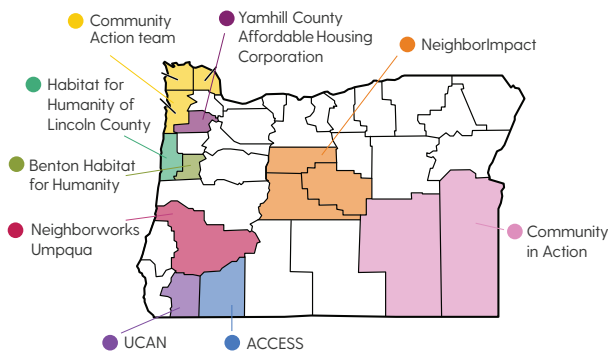 Community
Action team
Yamhill County
Affordable Housing
Corporation
NeighborImpact
Habitat for
Humanity of
Lincoln County
Benton Habitat
for Humanity
Neighborworks
Umpqua
Community
in Action
UCAN
ACCESS